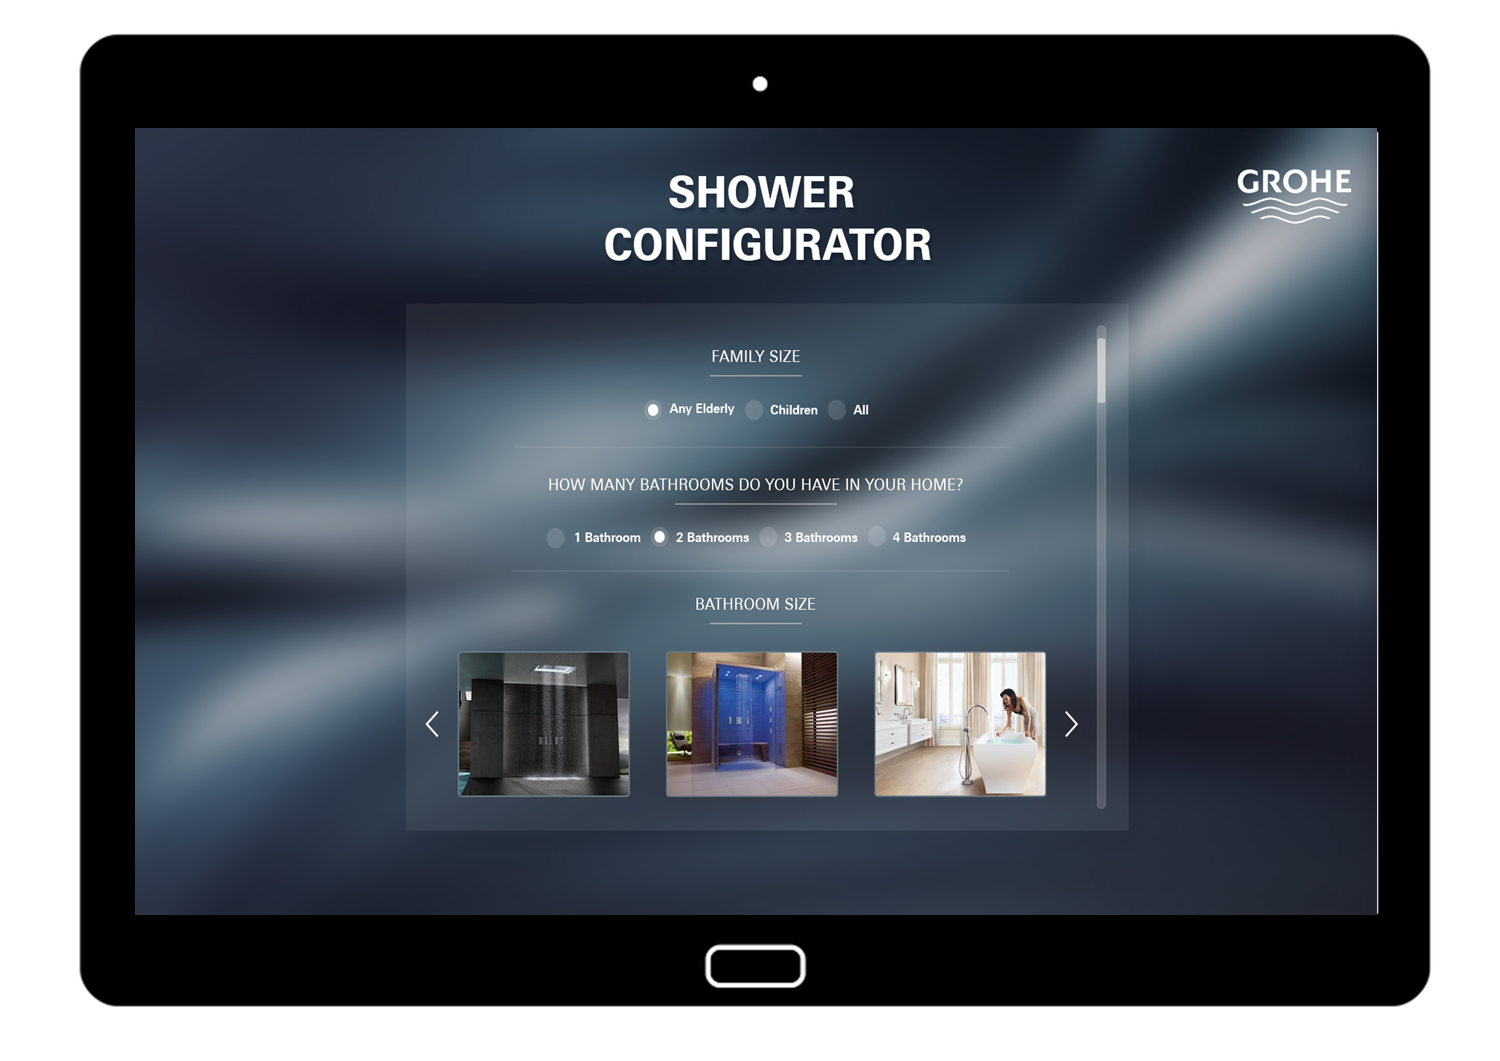 GROHE
SHOWER
CONFIGURATOR
FAMILY SIZE
Any Elderly Children All
HOW MANY BATHROOMS DO YOU HAVE IN YOUR HOME?
1 Bathroom 2 Bathrooms 3 Bathrooms 4 Bathrooms
BATHROOM SIZE